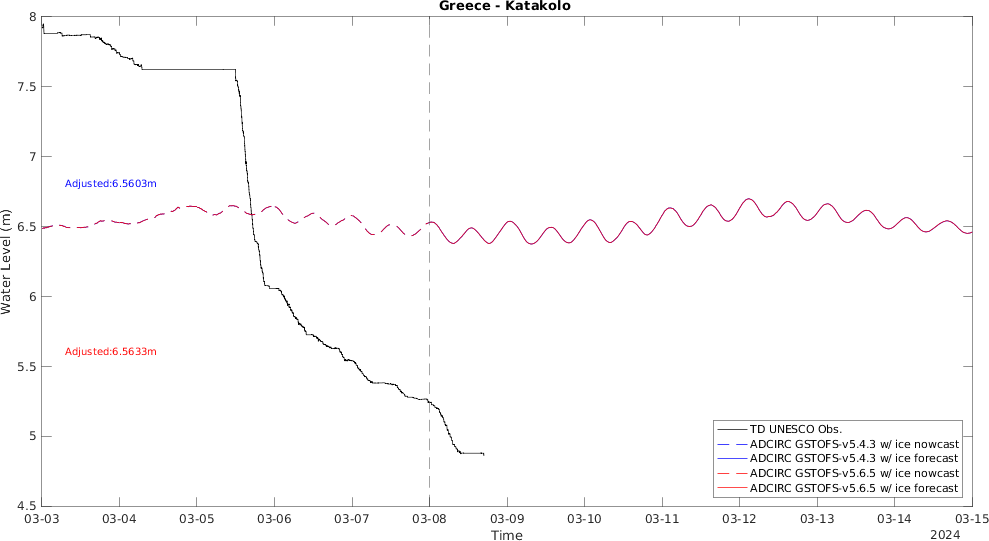 Greece - Katakolo
8
7.5
7
6.5
6
5.5
5
4.5
Water Level (m)
Adjusted:6.5603m
Adjusted:6.5633m
TD UNESCO Obs.
ADCIRC GSTOFS-v5.4.3 w/ ice nowcast
ADCIRC GSTOFS-v5.4.3 w/ ice forecast
ADCIRC GSTOFS-v5.6.5 w/ ice nowcast
ADCIRC GSTOFS-v5.6.5 w/ ice forecast
03-03 03-04 03-05 03-06 03-07 03-08 03-09 03-10 03-11 03-12 03-13 03-14 03-15
Time
2024